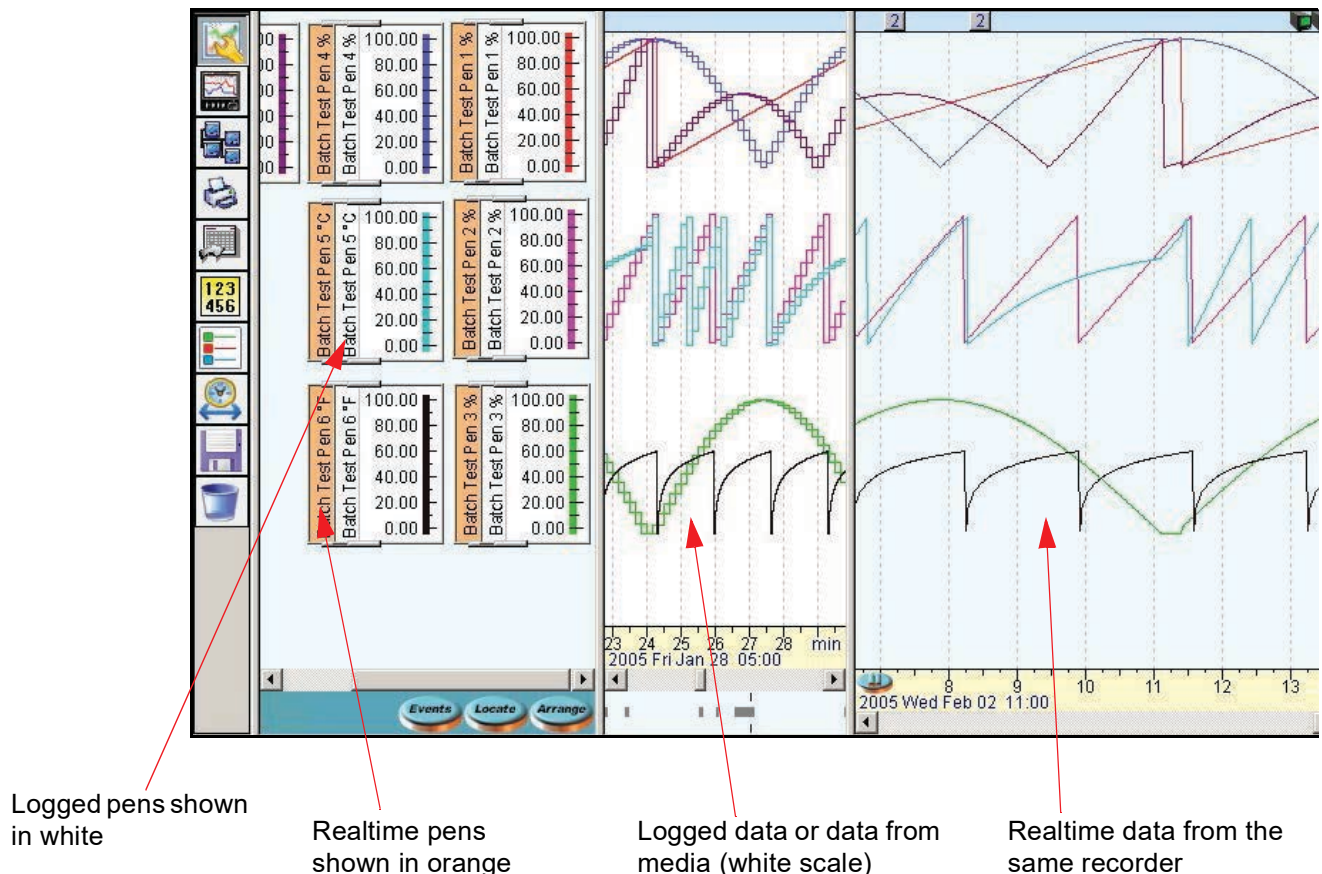 2
2
00
00
00
00
00
00
Batch Test Pen 4 %
Batch Test Pen 4 %
100.00
80.00
60.00
40.00
20.00
0.00
Batch Test Pen 1 %
Batch Test Pen 1 %
100.00
80.00
60.00
40.00
20.00
0.00
Batch Test Pen 5 °C
Batch Test Pen 5 °C
100.00
80.00
60.00
40.00
20.00
0.00
Batch Test Pen 2 %
Batch Test Pen 2 %
100.00
80.00
60.00
40.00
20.00
0.00
Batch Test Pen 6 °F
Batch Test Pen 6 °F
100.00
80.00
60.00
40.00
20.00
0.00
Batch Test Pen 3 %
Batch Test Pen 3 %
100.00
80.00
60.00
40.00
20.00
0.00
123
456
23 24 25 26 27 28 min
2005 Fri Jan 28 05:00
8 9 10 11 12 13
2005 Wed Feb 02 11:00
Events Locate Arrange
Logged pens shown
in white
Realtime pens
shown in orange
Logged data or data from
media (white scale)
Realtime data from the
same recorder